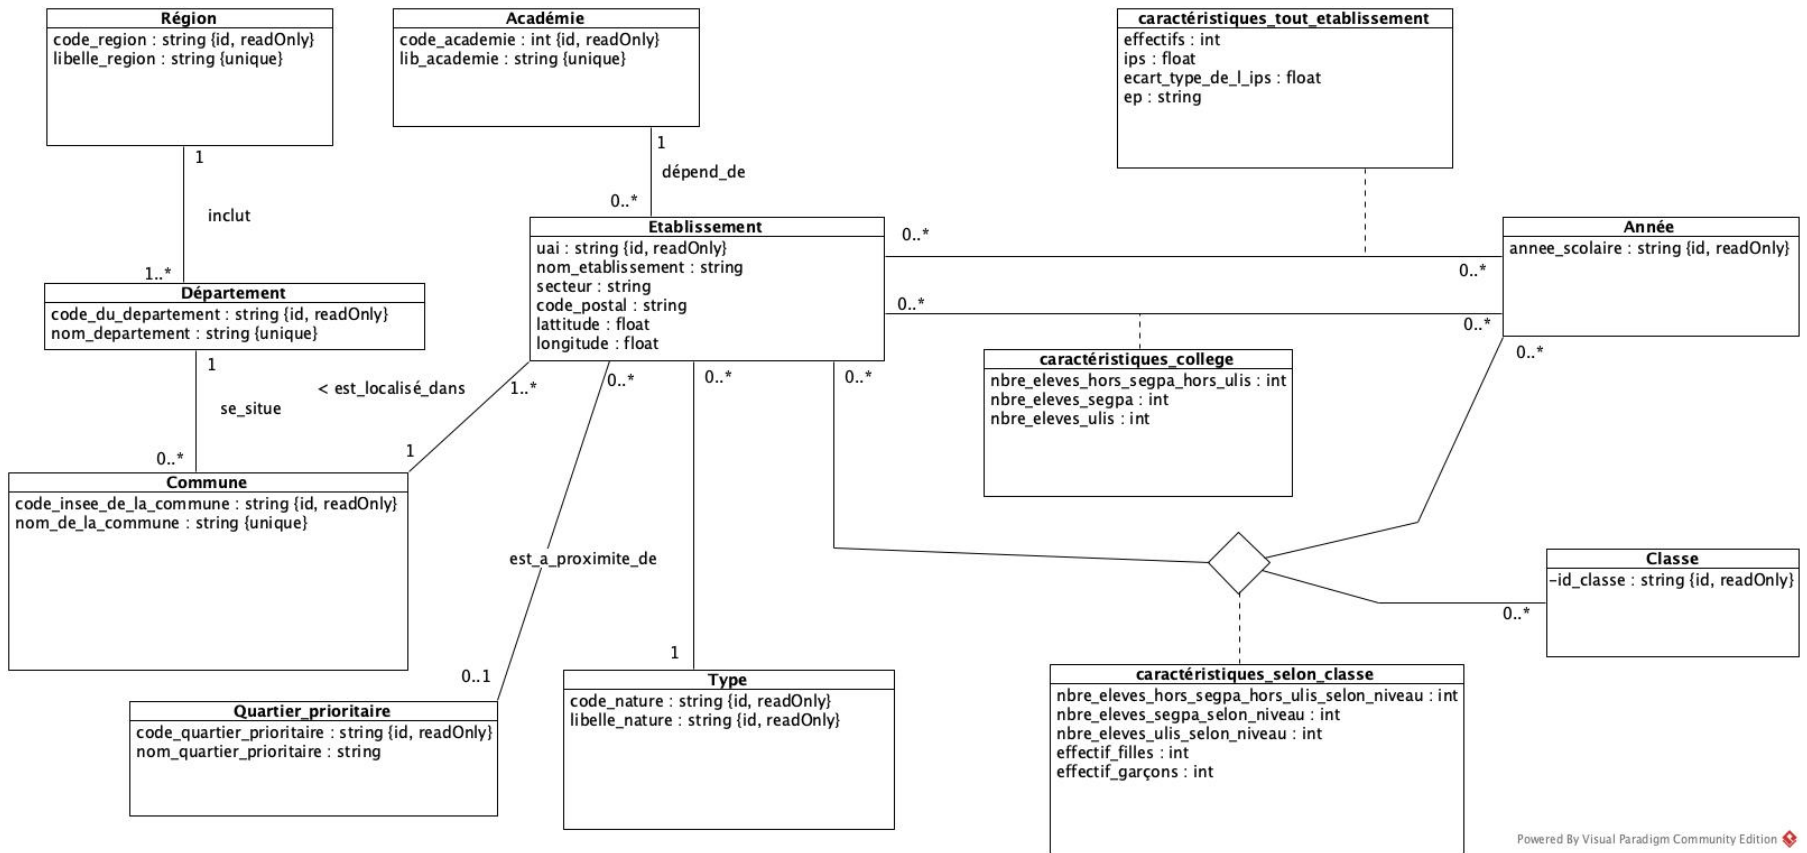 Région
code_region : string {id, readOnly}
libelle_region : string {unique}
Académie
code_academie : int {id, readOnly}
lib_academie : string {unique}
caractéristiques_tout_etablissement
effectifs : int
ips : float
ecart_type_de_l_ips : float
ep : string
1
inclut
1..*
1
dépend_de
0..*
Etablissement
uai : string {id, readOnly}
nom_etablissement : string
secteur : string
code_postal : string
lattitude : float
longitude : float
0..*
0..*
0..*
0..*
Année
annee_scolaire : string {id, readOnly}
Département
code_du_departement : string {id, readOnly}
nom_departement : string {unique}
1
se_situe
0..*
< est_localisé_dans
1..*
1
0..*
0..*
0..*
0..*
caractéristiques_college
nbre_eleves_hors_segpa_hors_ulis : int
nbre_eleves_segpa : int
nbre_eleves_ulis : int
Commune
code_insee_de_la_commune : string {id, readOnly}
nom_de_la_commune : string {unique}
est_a_proximite_de
0..1
1
Classe
-id_classe : string {id, readOnly}
0..*
Quartier_prioritaire
code_quartier_prioritaire : string {id, readOnly}
nom_quartier_prioritaire : string
Type
code_nature : string {id, readOnly}
libelle_nature : string {id, readOnly}
caractéristiques_selon_classe
nbre_eleves_hors_segpa_hors_ulis_selon_niveau : int
nbre_eleves_segpa_selon_niveau : int
nbre_eleves_ulis_selon_niveau : int
effectif_filles : int
effectif_garçons : int
Powered By Visual Paradigm Community Edition